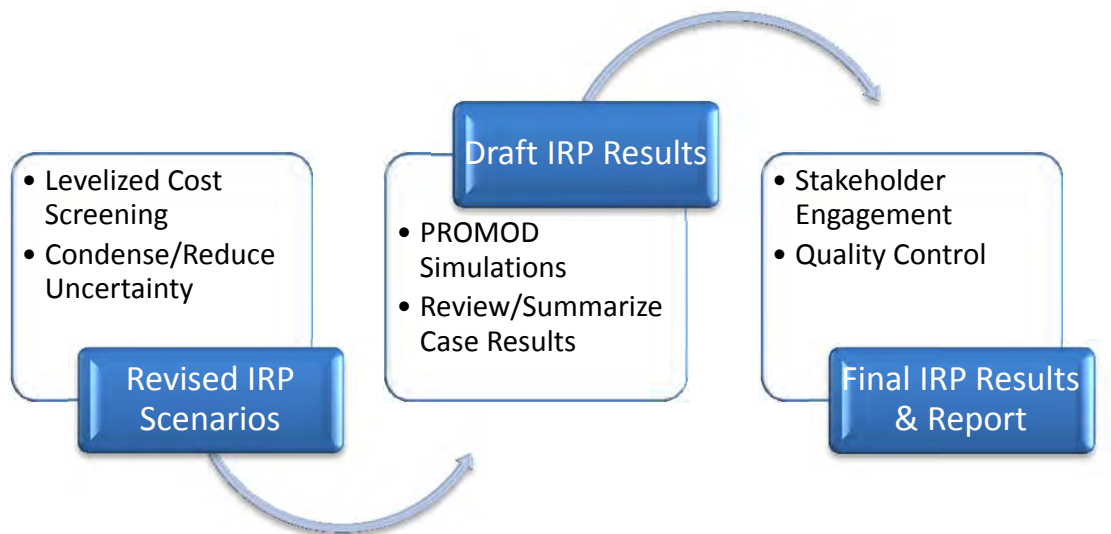 • Levelized Cost
Screening
• Condense/Reduce
Uncertainty
Revised IRP
Scenarios
Draft IRP Results
• PROMOD
Simulations
• Review/Summarize
Case Results
• Stakeholder
Engagement
• Quality Control
Final IRP Results
& Report